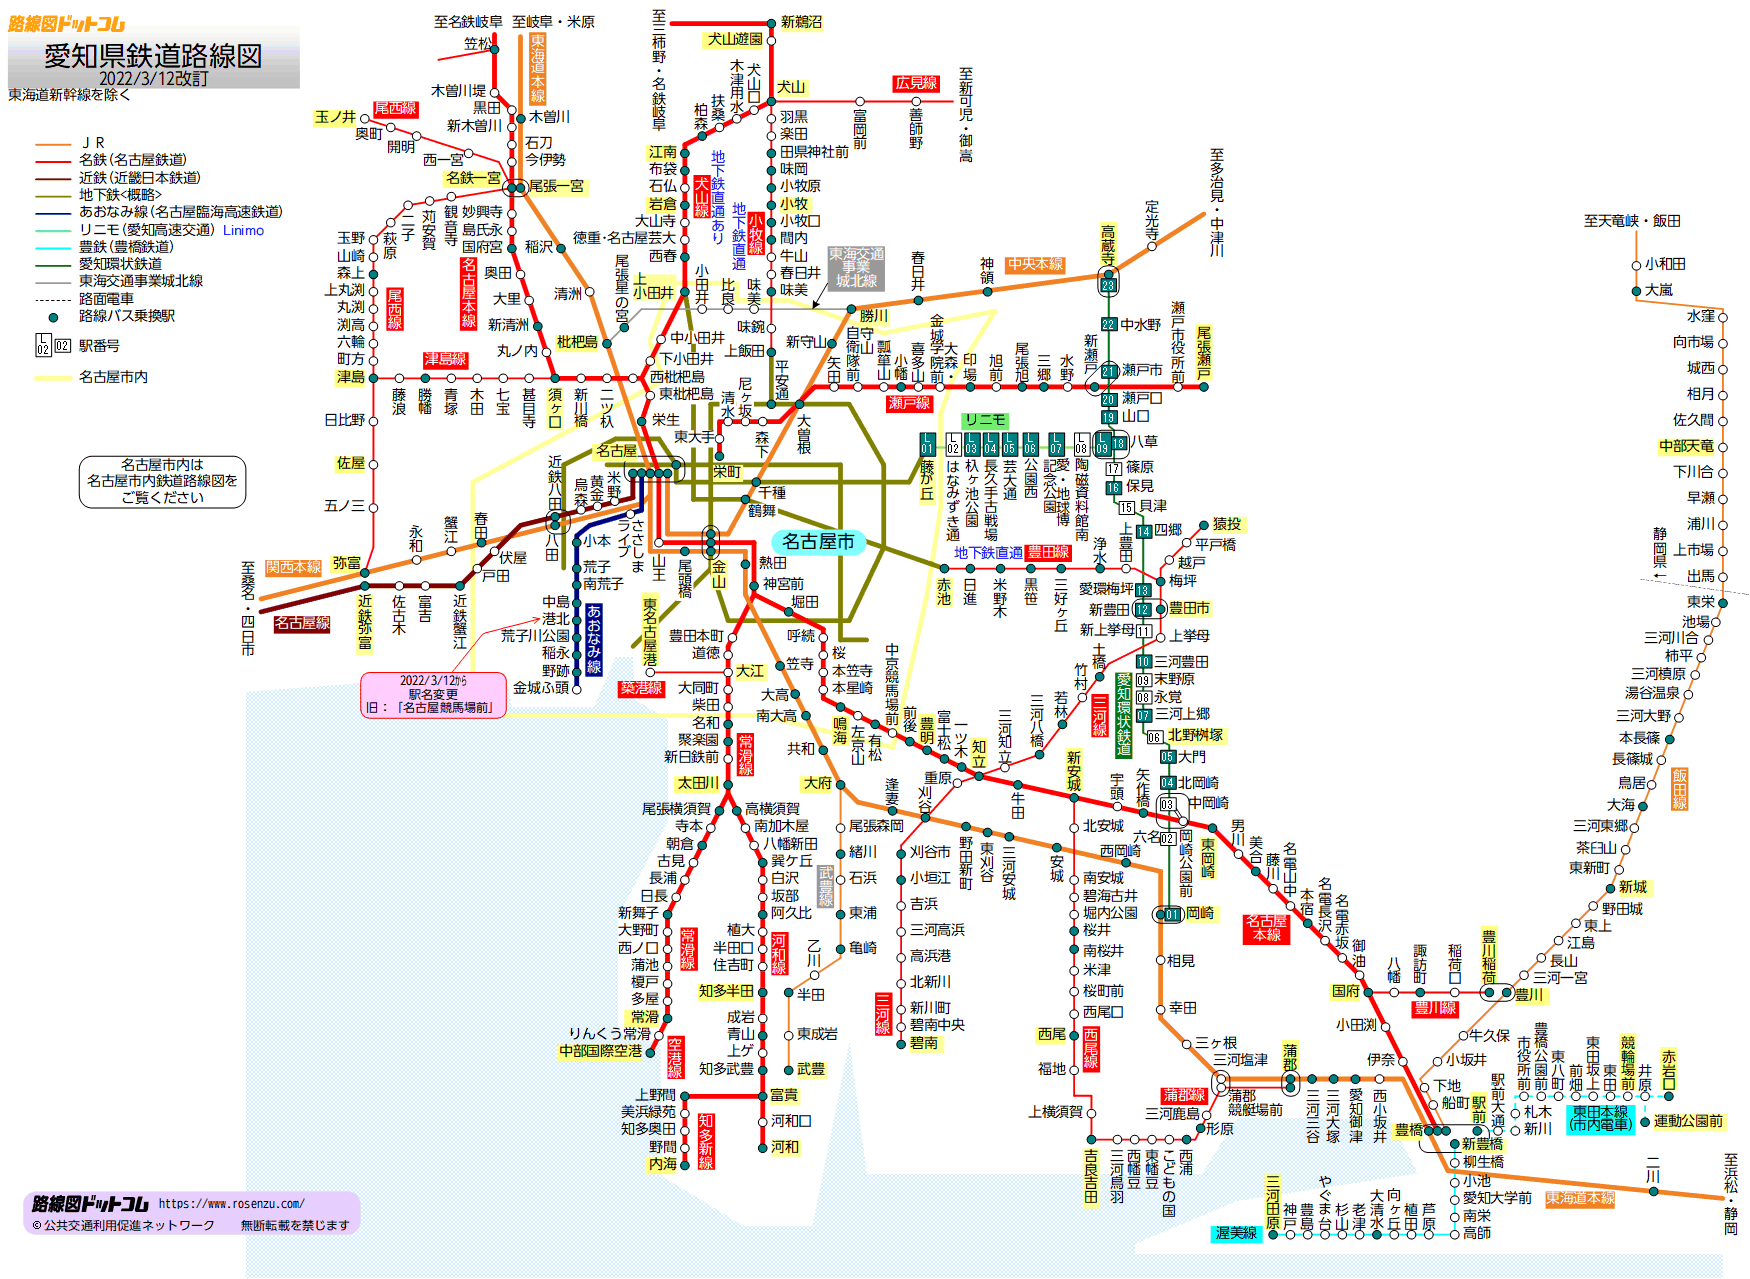 路線図ドットコム
愛知県鉄道路線図
2022/3/12改訂
東海道新幹線を除く
ＪＲ
名鉄(名古屋鉄道)
近鉄(近畿日本鉄道)
地下鉄<概略>
あおなみ線(名古屋臨海高速鉄道)
リニモ(愛知高速交通) Linimo
豊鉄(豊橋鉄道)
愛知環状鉄道
東海交通事業城北線
路面電車
路線バス乗換駅
L 02 02 駅番号
名古屋市内
名古屋市内は
名古屋市内鉄道路線図を
ご覧ください
至名鉄岐阜
至岐阜・米原
笠松
東海道本線
木曽川堤
黒田
新木曽川
木曽川
石刀
今伊勢
尾西線
玉ノ井
奥町
開明
西一宮
名鉄一宮
尾張一宮
観音寺
苅安賀
二子
萩原
玉野
山崎
森上
上丸渕
丸渕
渕高
六輪
町方
津島
尾西線
日比野
佐屋
五ノ三
弥富
妙興寺
島氏永
国府宮
名古屋本線
奥田
大里
新清洲
丸ノ内
稲沢
清洲
枇杷島
津島線
藤浪
勝幡
青塚
木田
七宝
甚目寺
須ヶ口
新川橋
二ツ杁
西枇杷島
下小田井
中小田井
東枇杷島
栄生
名古屋
至三柿野・名鉄岐阜
新鵜沼
犬山遊園
犬山
犬山口
木津用水
扶桑
柏森
江南
布袋
石仏
岩倉
大山寺
徳重・名古屋芸大
西春
上小田井
犬山線
地下鉄直通あり
広見線
富岡前
善師野
至新可児・御嵩
羽黒
楽田
田県神社前
味岡
小牧原
小牧
小牧口
間内
牛山
春日井
味美
味鋺
上飯田
小牧線
地下鉄直通
平安通
東海交通
事業
城北線
尾張星の宮
小田井
比良
味美
勝川
春日井
神領
中央本線
高蔵寺
定光寺
至多治見・中津川
新守山
大曽根
千種
鶴舞
瀬戸線
栄町
東大手
清水
尼ヶ坂
森下
矢田
守山自衛隊前
瓢箪山
小幡
喜多山
大森・金城学院前
印場
旭前
尾張旭
三郷
水野
新瀬戸
瀬戸市役所前
尾張瀬戸
リニモ
L 01
L 02
L 03
L 04
L 05
L 06
L 07
L 08
L 09
藤が丘
はなみずき通
杁ヶ池公園
長久手古戦場
芸大通
公園西
愛・地球博記念公園
陶磁資料館南
八草
23
22 中水野
21 瀬戸市
20 瀬戸口
19 山口
18
17 篠原
16 保見
15 貝津
14 四郷
13 愛環梅坪
12 新豊田
11 新上挙母
10 三河豊田
09 末野原
08 永覚
07 三河上郷
06 北野桝塚
05 大門
04 北岡崎
03 中岡崎
02 六名
01 岡崎
愛知環状鉄道
地下鉄直通
豊田線
赤池
日進
米野木
黒笹
三好ヶ丘
浄水
上豊田
梅坪
猿投
平戸橋
越戸
豊田市
上挙母
土橋
竹村
若林
三河八橋
三河知立
三河線
知立
重原
刈谷
刈谷市
小垣江
吉浜
三河高浜
高浜港
北新川
新川町
碧南中央
碧南
三河線
関西本線
至桑名・四日市
名古屋線
永和
蟹江
春田
八田
近鉄弥富
佐古木
富吉
近鉄蟹江
戸田
伏屋
近鉄八田
烏森
黄金
米野
ささしまライブ
小本
荒子
南荒子
中島
港北
荒子川公園
稲永
野跡
金城ふ頭
あおなみ線
2022/3/12から
駅名変更
旧：「名古屋競馬場前」
名古屋市
山王
尾頭橋
金山
熱田
神宮前
豊田本町
道徳
大江
大同町
柴田
名和
聚楽園
新日鉄前
太田川
東名古屋港
築港線
常滑線
尾張横須賀
寺本
朝倉
古見
長浦
日長
新舞子
大野町
西ノ口
蒲池
榎戸
多屋
常滑
りんくう常滑
中部国際空港
常滑線
空港線
高横須賀
南加木屋
八幡新田
巽ケ丘
白沢
坂部
阿久比
植大
半田口
住吉町
知多半田
成岩
青山
上ゲ
知多武豊
富貴
河和口
河和
河和線
上野間
美浜緑苑
知多奥田
野間
内海
知多新線
堀田
呼続
桜
本笠寺
本星崎
鳴海
左京山
有松
中京競馬場前
前後
豊明
富士松
一ツ木
牛田
新安城
宇頭
矢作橋
岡崎公園前
東岡崎
男川
美合
藤川
名電山中
本宿
名電長沢
名電赤坂
御油
国府
小田渕
伊奈
名古屋
本線
笠寺
大高
南大高
共和
大府
逢妻
野田新町
東刈谷
三河安城
安城
西岡崎
相見
幸田
三ヶ根
三河塩津
蒲郡
三河三谷
三河大塚
愛知御津
西小坂井
豊橋
二川
東海道本線
至浜松・静岡
尾張森岡
緒川
石浜
東浦
亀崎
乙川
半田
東成岩
武豊
武豊線
北安城
南安城
碧海古井
堀内公園
桜井
南桜井
米津
桜町前
西尾口
西尾
福地
上横須賀
吉良吉田
西尾線
三河鳥羽
西幡豆
東幡豆
こどもの国
西浦
形原
三河鹿島
蒲郡競艇場前
蒲郡線
八幡
諏訪町
稲荷口
豊川稲荷
豊川線
豊川
至天竜峡・飯田
小和田
大嵐
水窪
向市場
城西
相月
佐久間
中部天竜
下川合
早瀬
浦川
上市場
出馬
静岡県←
東栄
池場
三河川合
柿平
三河槙原
湯谷温泉
三河大野
本長篠
長篠城
鳥居
大海
三河東郷
茶臼山
東新町
新城
野田城
東上
江島
長山
三河一宮
飯田線
牛久保
小坂井
下地
船町
駅前
駅前大通
新川
札木
市役所前
豊橋公園前
東八町
前畑
東田坂上
東田
競輪場前
井原
赤岩口
運動公園前
東田本線
(市内電車)
新豊橋
柳生橋
小池
愛知大学前
南栄
高師
芦原
植田
向ヶ丘
大清水
老津
杉山
やぐま台
豊島
神戸
三河田原
渥美線
路線図ドットコム https://www.rosenzu.com/
©公共交通利用促進ネットワーク 無断転載を禁じます